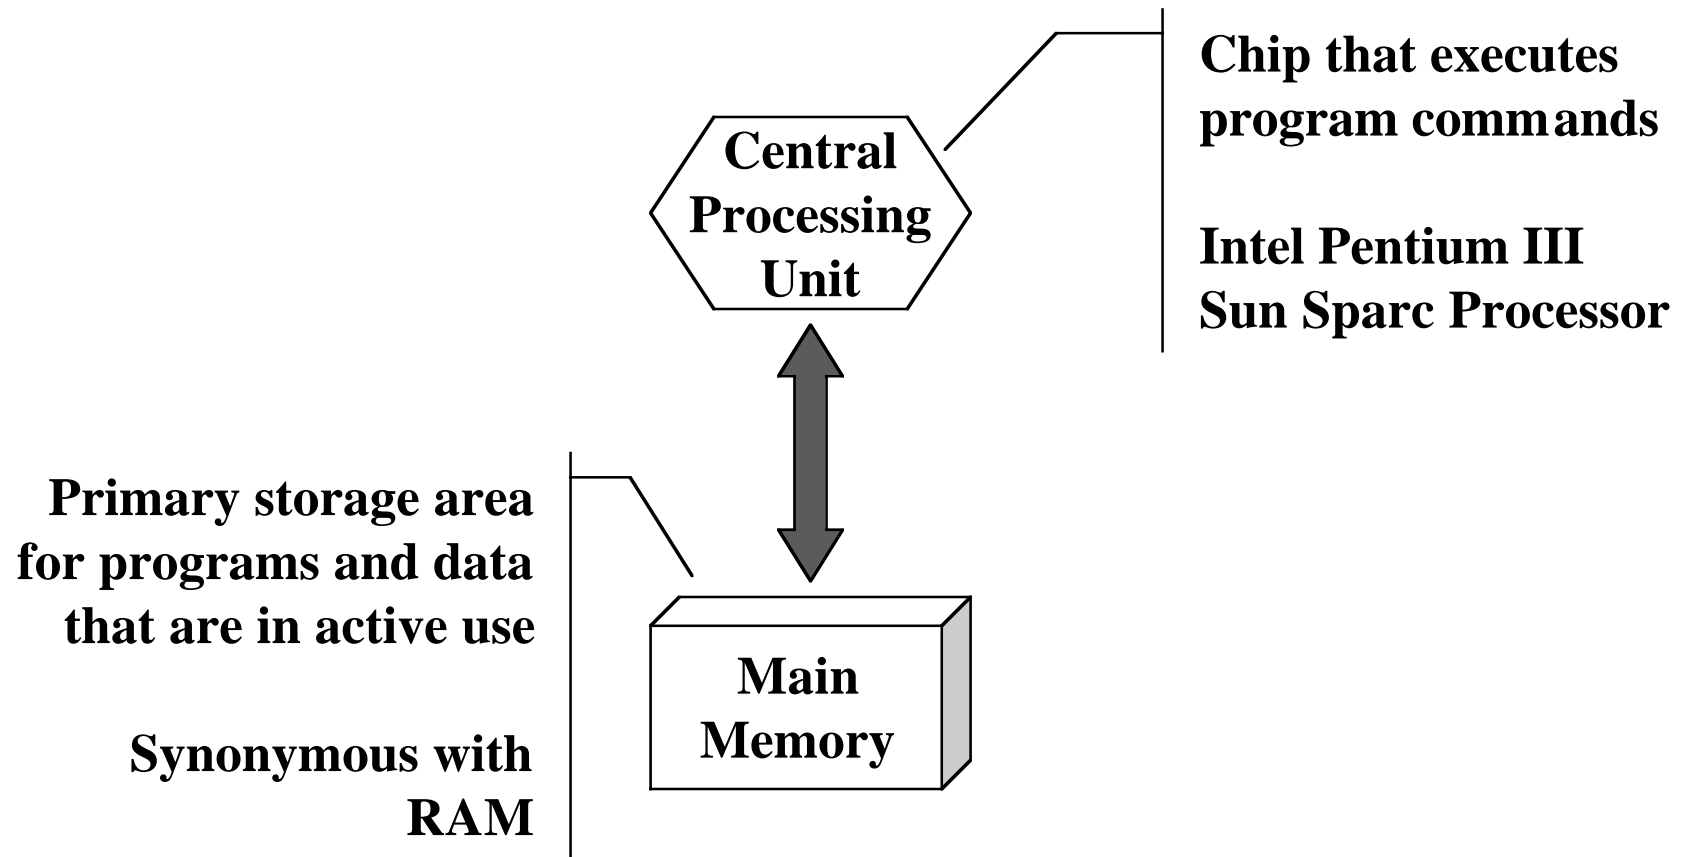 Chip that executes
program commands
Intel Pentium III
Sun Sparc Processor
Central
Processing
Unit
Primary storage area
for programs and data
that are in active use
Synonymous with
RAM
Main
Memory